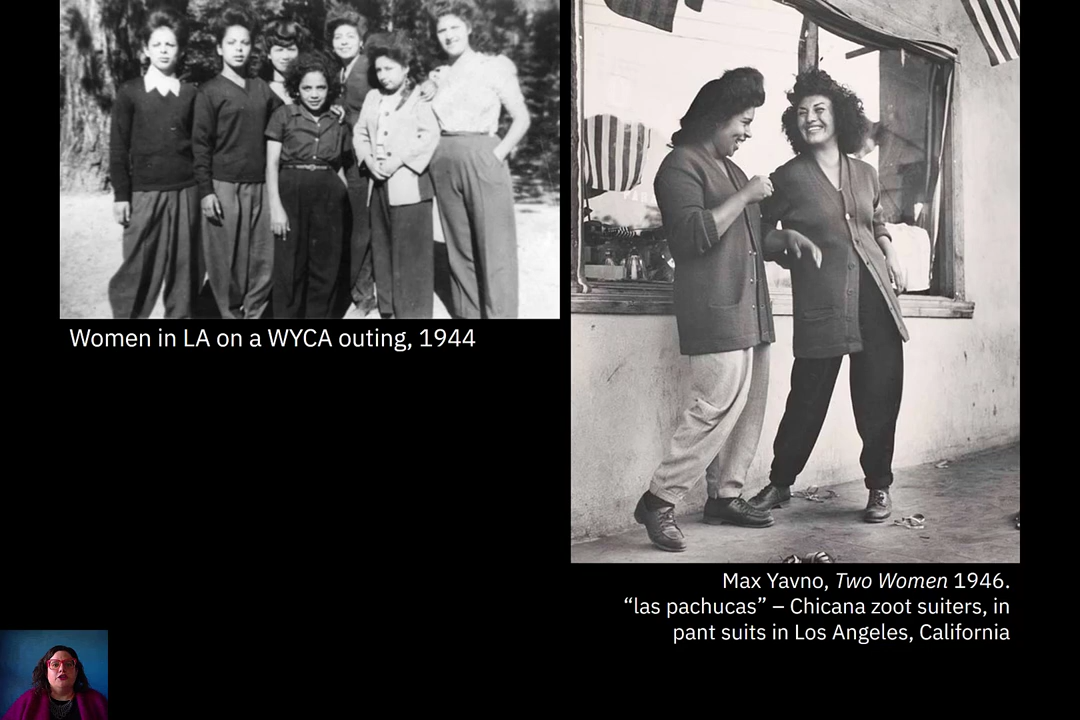 Women in LA on a WYCA outing, 1944
Max Yavno, Two Women 1946.
“las pachucas” – Chicana zoot suiters, in
pant suits in Los Angeles, California